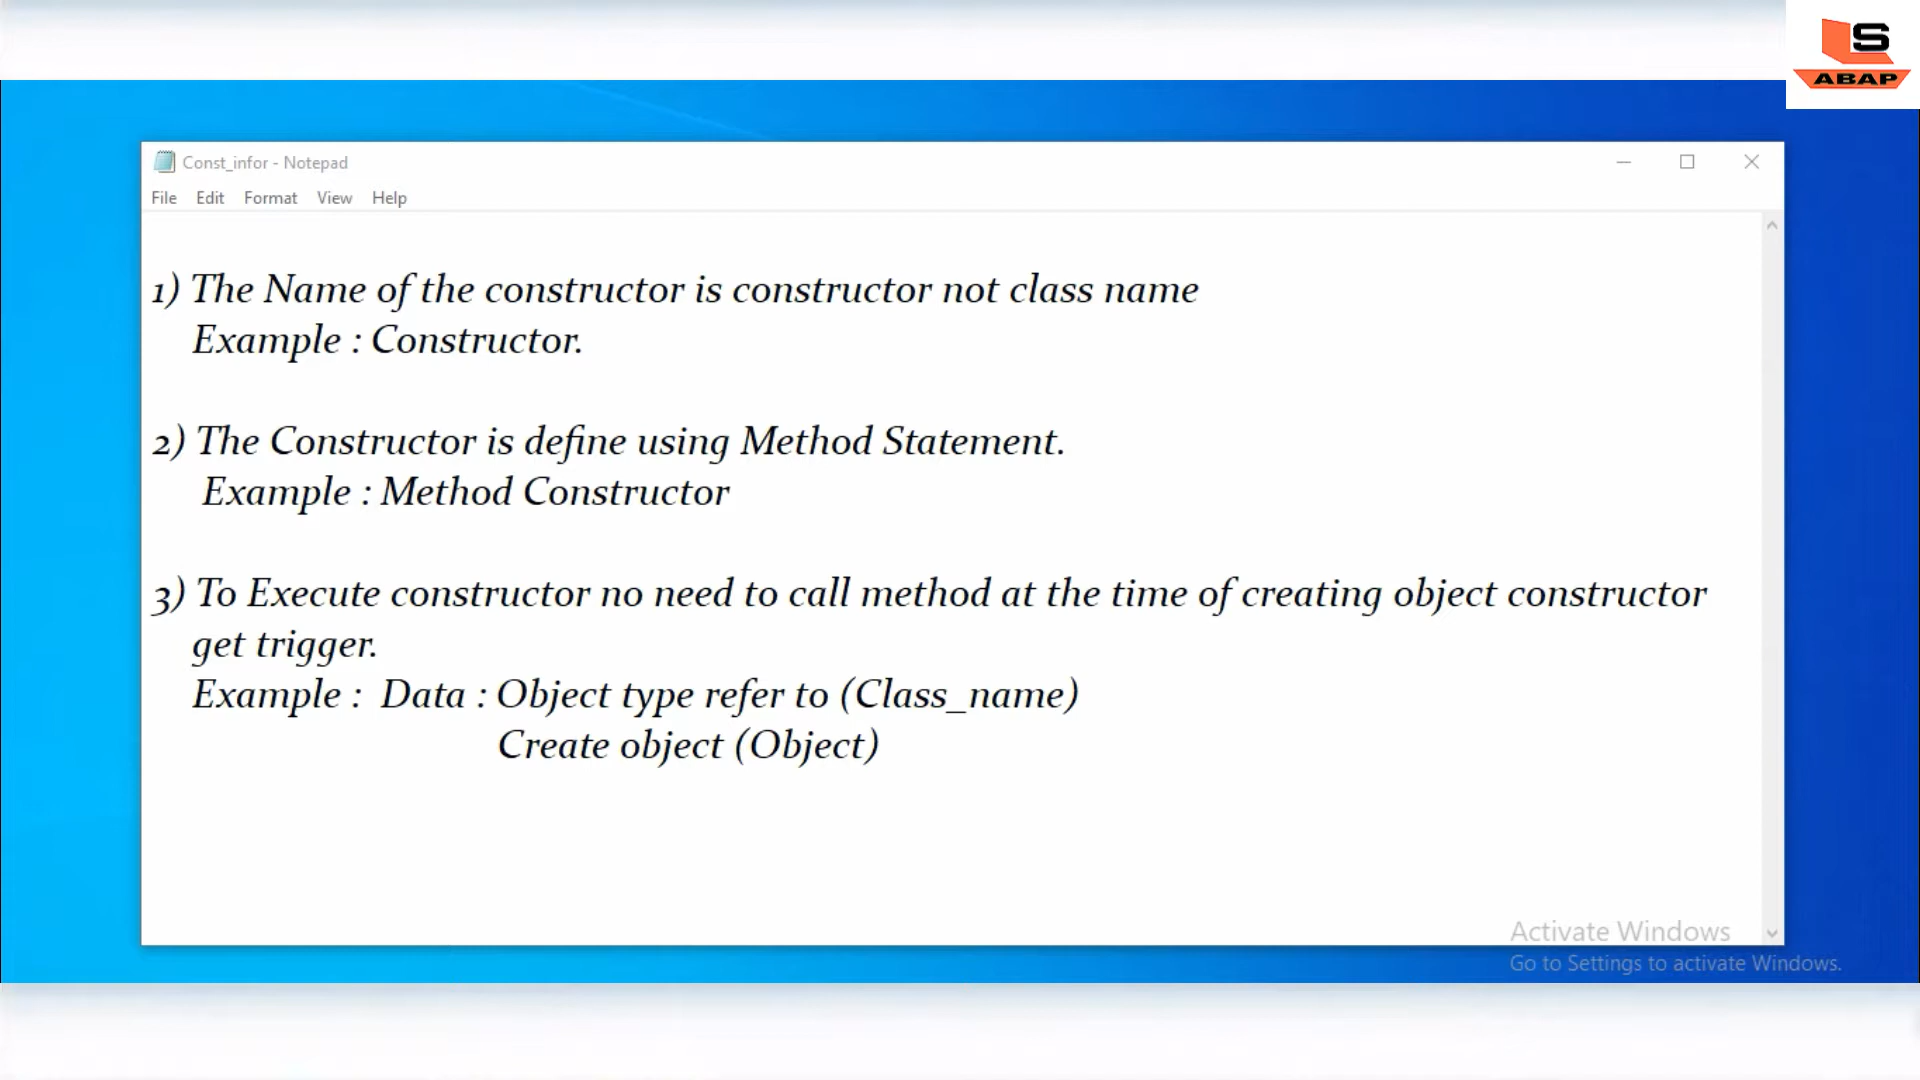 LS
ABAP
Const_infor - Notepad
File Edit Format View Help
1) The Name of the constructor is constructor not class name
Example : Constructor.
2) The Constructor is define using Method Statement.
Example : Method Constructor
3) To Execute constructor no need to call method at the time of creating object constructor
get trigger.
Example : Data : Object type refer to (Class_name)
Create object (Object)
Activate Windows
Go to Settings to activate Windows.